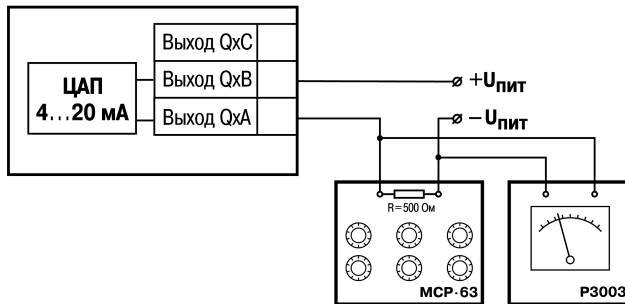 Выход QxC
ЦАП
4...20 мА
Выход QxB
+Uпит
Выход QxA
−Uпит
R=500 Ом
МСР-63
Р3003